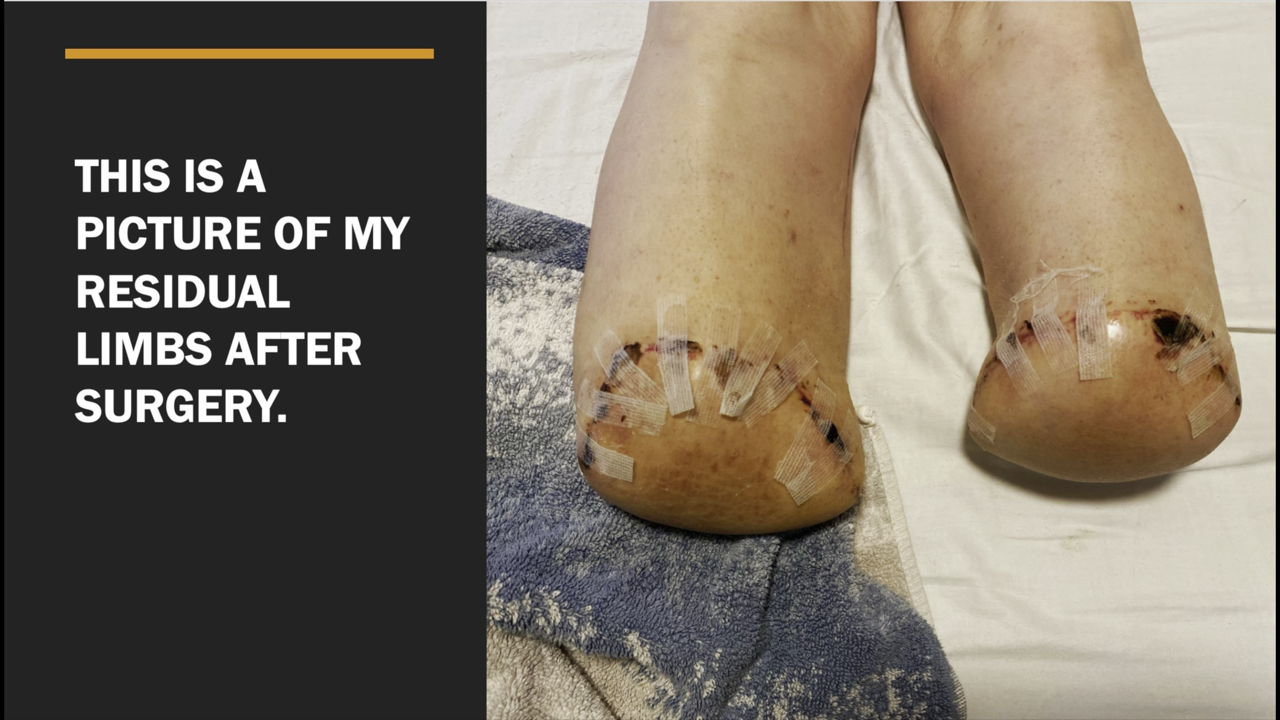 THIS IS A
PICTURE OF MY
RESIDUAL
LIMBS AFTER
SURGERY.